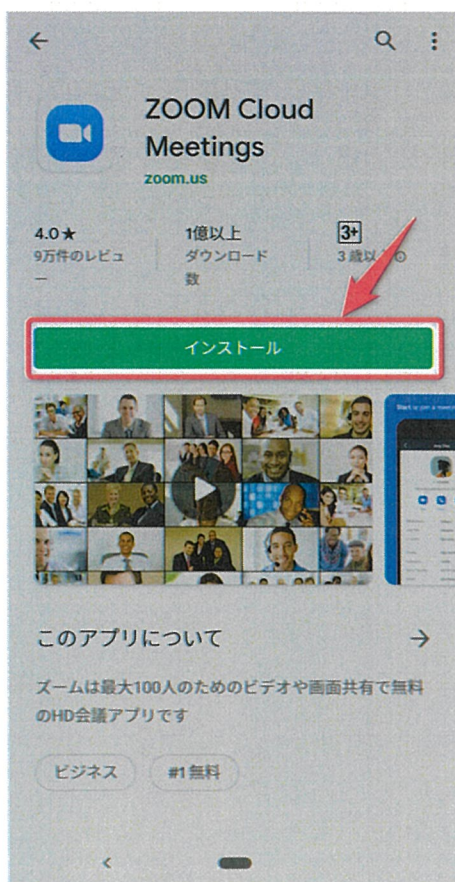 ZOOM Cloud
Meetings
zoom.us
4.0★
9万件のレビュ
ー
1億以上
ダウンロード
数
3+
3 歳以
インストール
Start or join a
このアプリについて
→
ズームは最大100人のためのビデオや画面共有で無料
のHD会議アプリです
ビジネス
#1 無料